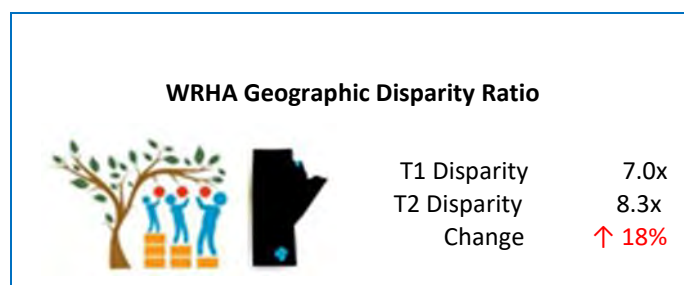 WRHA Geographic Disparity Ratio
T1 Disparity 7.0x
T2 Disparity 8.3x
Change ↑ 18%